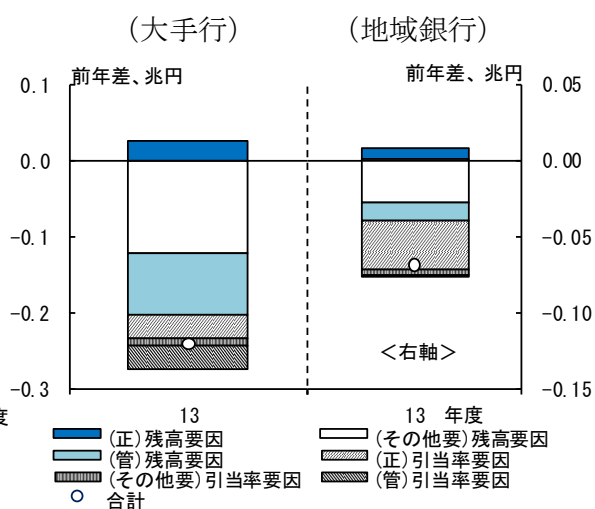 （大手行）　（地域銀行）
前年差、兆円　前年差、兆円
0.1　0.05
0.0　0.00
-0.1　-0.05
-0.2　-0.10
＜右軸＞
-0.3　-0.15
度　13　13 年度
(正)残高要因　(その他要)残高要因
(管)残高要因　(正)引当率要因
(その他要)引当率要因　(管)引当率要因
合計